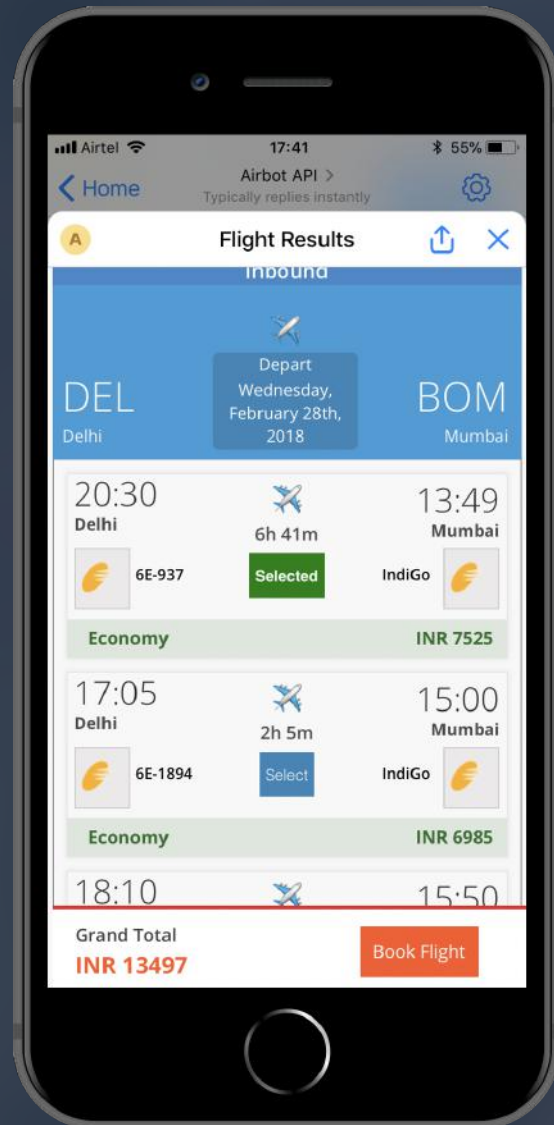 Airtel 17:41 55%
Home Airbot API >
Typically replies instantly
A Flight Results
Inbound
Depart
Wednesday,
February 28th,
2018
DEL BOM
Delhi Mumbai
20:30 13:49
Delhi 6h 41m Mumbai
6E-937 Selected IndiGo
Economy INR 7525
17:05 15:00
Delhi 2h 5m Mumbai
6E-1894 Select IndiGo
Economy INR 6985
18:10 15:50
Grand Total
INR 13497 Book Flight